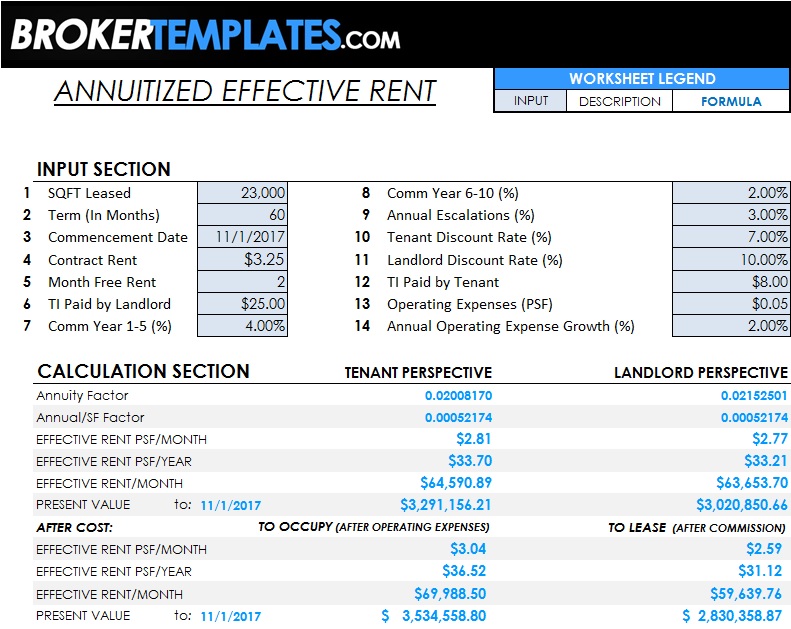 BROKERTEMPLATES.COM
ANNUITIZED EFFECTIVE RENT
WORKSHEET LEGEND
INPUT DESCRIPTION FORMULA
INPUT SECTION
1 SQFT Leased 23,000 8 Comm Year 6-10 (%) 2.00%
2 Term (In Months) 60 9 Annual Escalations (%) 3.00%
3 Commencement Date 11/1/2017 10 Tenant Discount Rate (%) 7.00%
4 Contract Rent $3.25 11 Landlord Discount Rate (%) 10.00%
5 Month Free Rent 2 12 TI Paid by Tenant $8.00
6 TI Paid by Landlord $25.00 13 Operating Expenses (PSF) $0.05
7 Comm Year 1-5 (%) 4.00% 14 Annual Operating Expense Growth (%) 2.00%
CALCULATION SECTION TENANT PERSPECTIVE LANDLORD PERSPECTIVE
Annuity Factor 0.02008170 0.02152501
Annual/SF Factor 0.00052174 0.00052174
EFFECTIVE RENT PSF/MONTH $2.81 $2.77
EFFECTIVE RENT PSF/YEAR $33.70 $33.21
EFFECTIVE RENT/MONTH $64,590.89 $63,653.70
PRESENT VALUE to: 11/1/2017 $3,291,156.21 $3,020,850.66
AFTER COST: TO OCCUPY (AFTER OPERATING EXPENSES) TO LEASE (AFTER COMMISSION)
EFFECTIVE RENT PSF/MONTH $3.04 $2.59
EFFECTIVE RENT PSF/YEAR $36.52 $31.12
EFFECTIVE RENT/MONTH $69,988.50 $59,639.76
PRESENT VALUE to: 11/1/2017 $ 3,534,558.80 $ 2,830,358.87